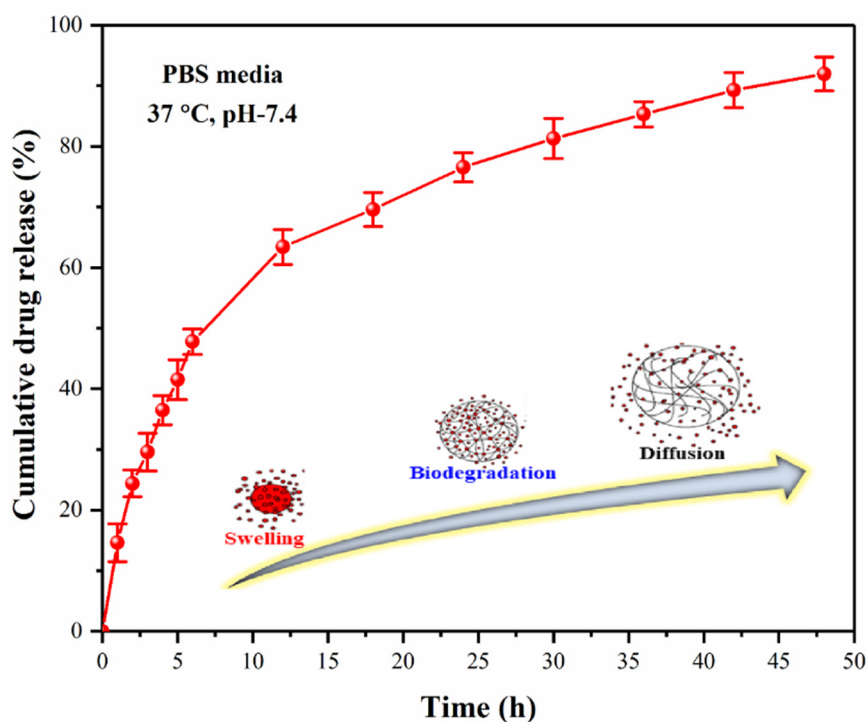 PBS media
37 °C, pH-7.4
Cumulative drug release (%)
100
80
60
40
20
0
Swelling
Biodegradation
Diffusion
0 5 10 15 20 25 30 35 40 45 50
Time (h)